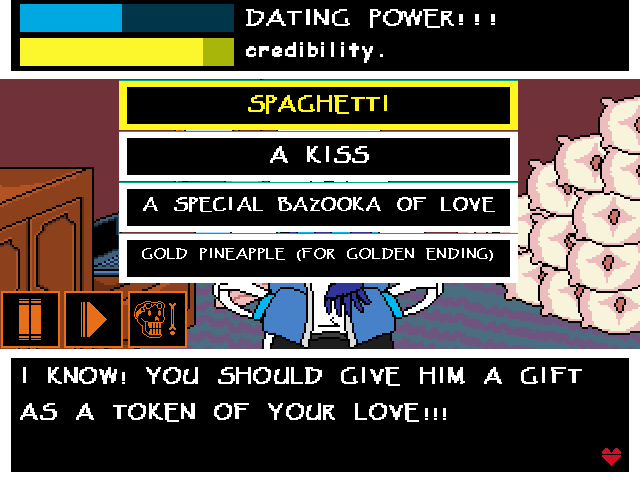 DATING POWER!!!
credibility.
SPAGHETTI
A KISS
A SPECIAL BAZOOKA OF LOVE
GOLD PINEAPPLE (FOR GOLDEN ENDING)
I KNOW! YOU SHOULD GIVE HIM A GIFT
AS A TOKEN OF YOUR LOVE!!!